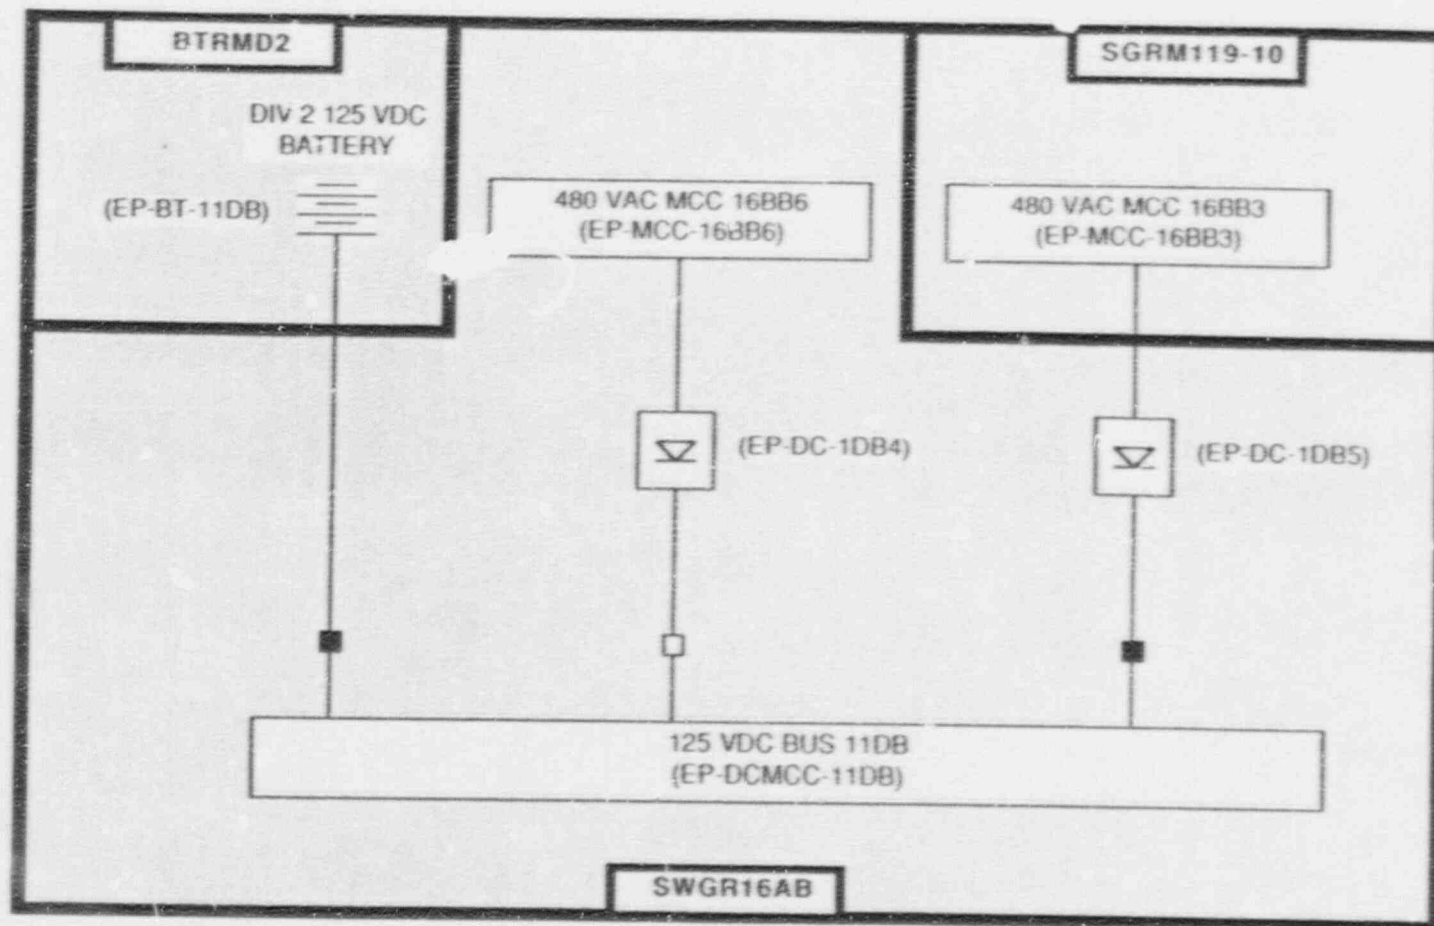 BTRMD2
SGRM119-10
DIV 2 125 VDC
BATTERY
(EP-BT-11DB)
480 VAC MCC 16BB6
(EP-MCC-16BB6)
480 VAC MCC 16BB3
(EP-MCC-16BB3)
(EP-DC-1DB4)
(EP-DC-1DB5)
125 VDC BUS 11DB
(EP-DCMCC-11DB)
SWGR16AB